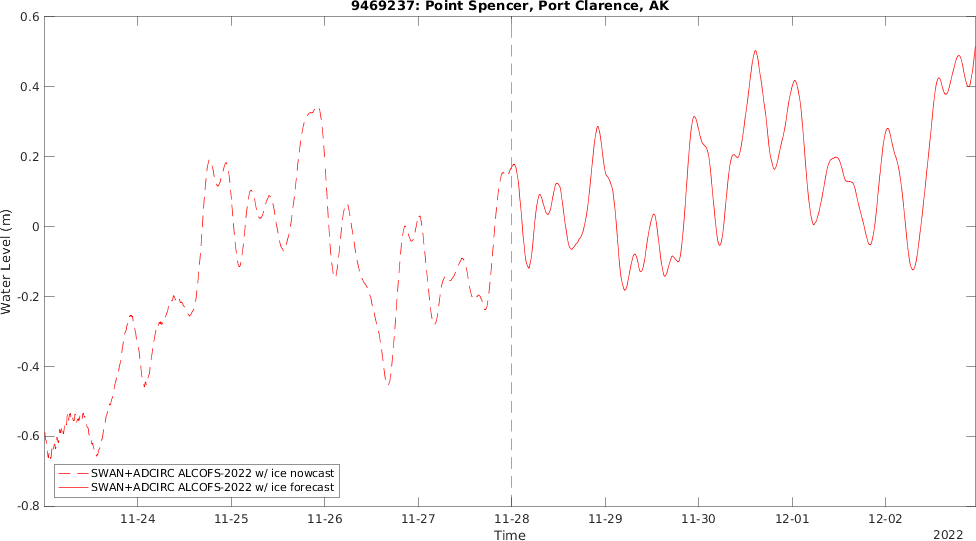 9469237: Point Spencer, Port Clarence, AK
0.6
0.4
0.2
0
-0.2
-0.4
-0.6
-0.8
Water Level (m)
SWAN+ADCIRC ALCOFS-2022 w/ ice nowcast
SWAN+ADCIRC ALCOFS-2022 w/ ice forecast
11-24 11-25 11-26 11-27 11-28 11-29 11-30 12-01 12-02
Time
2022